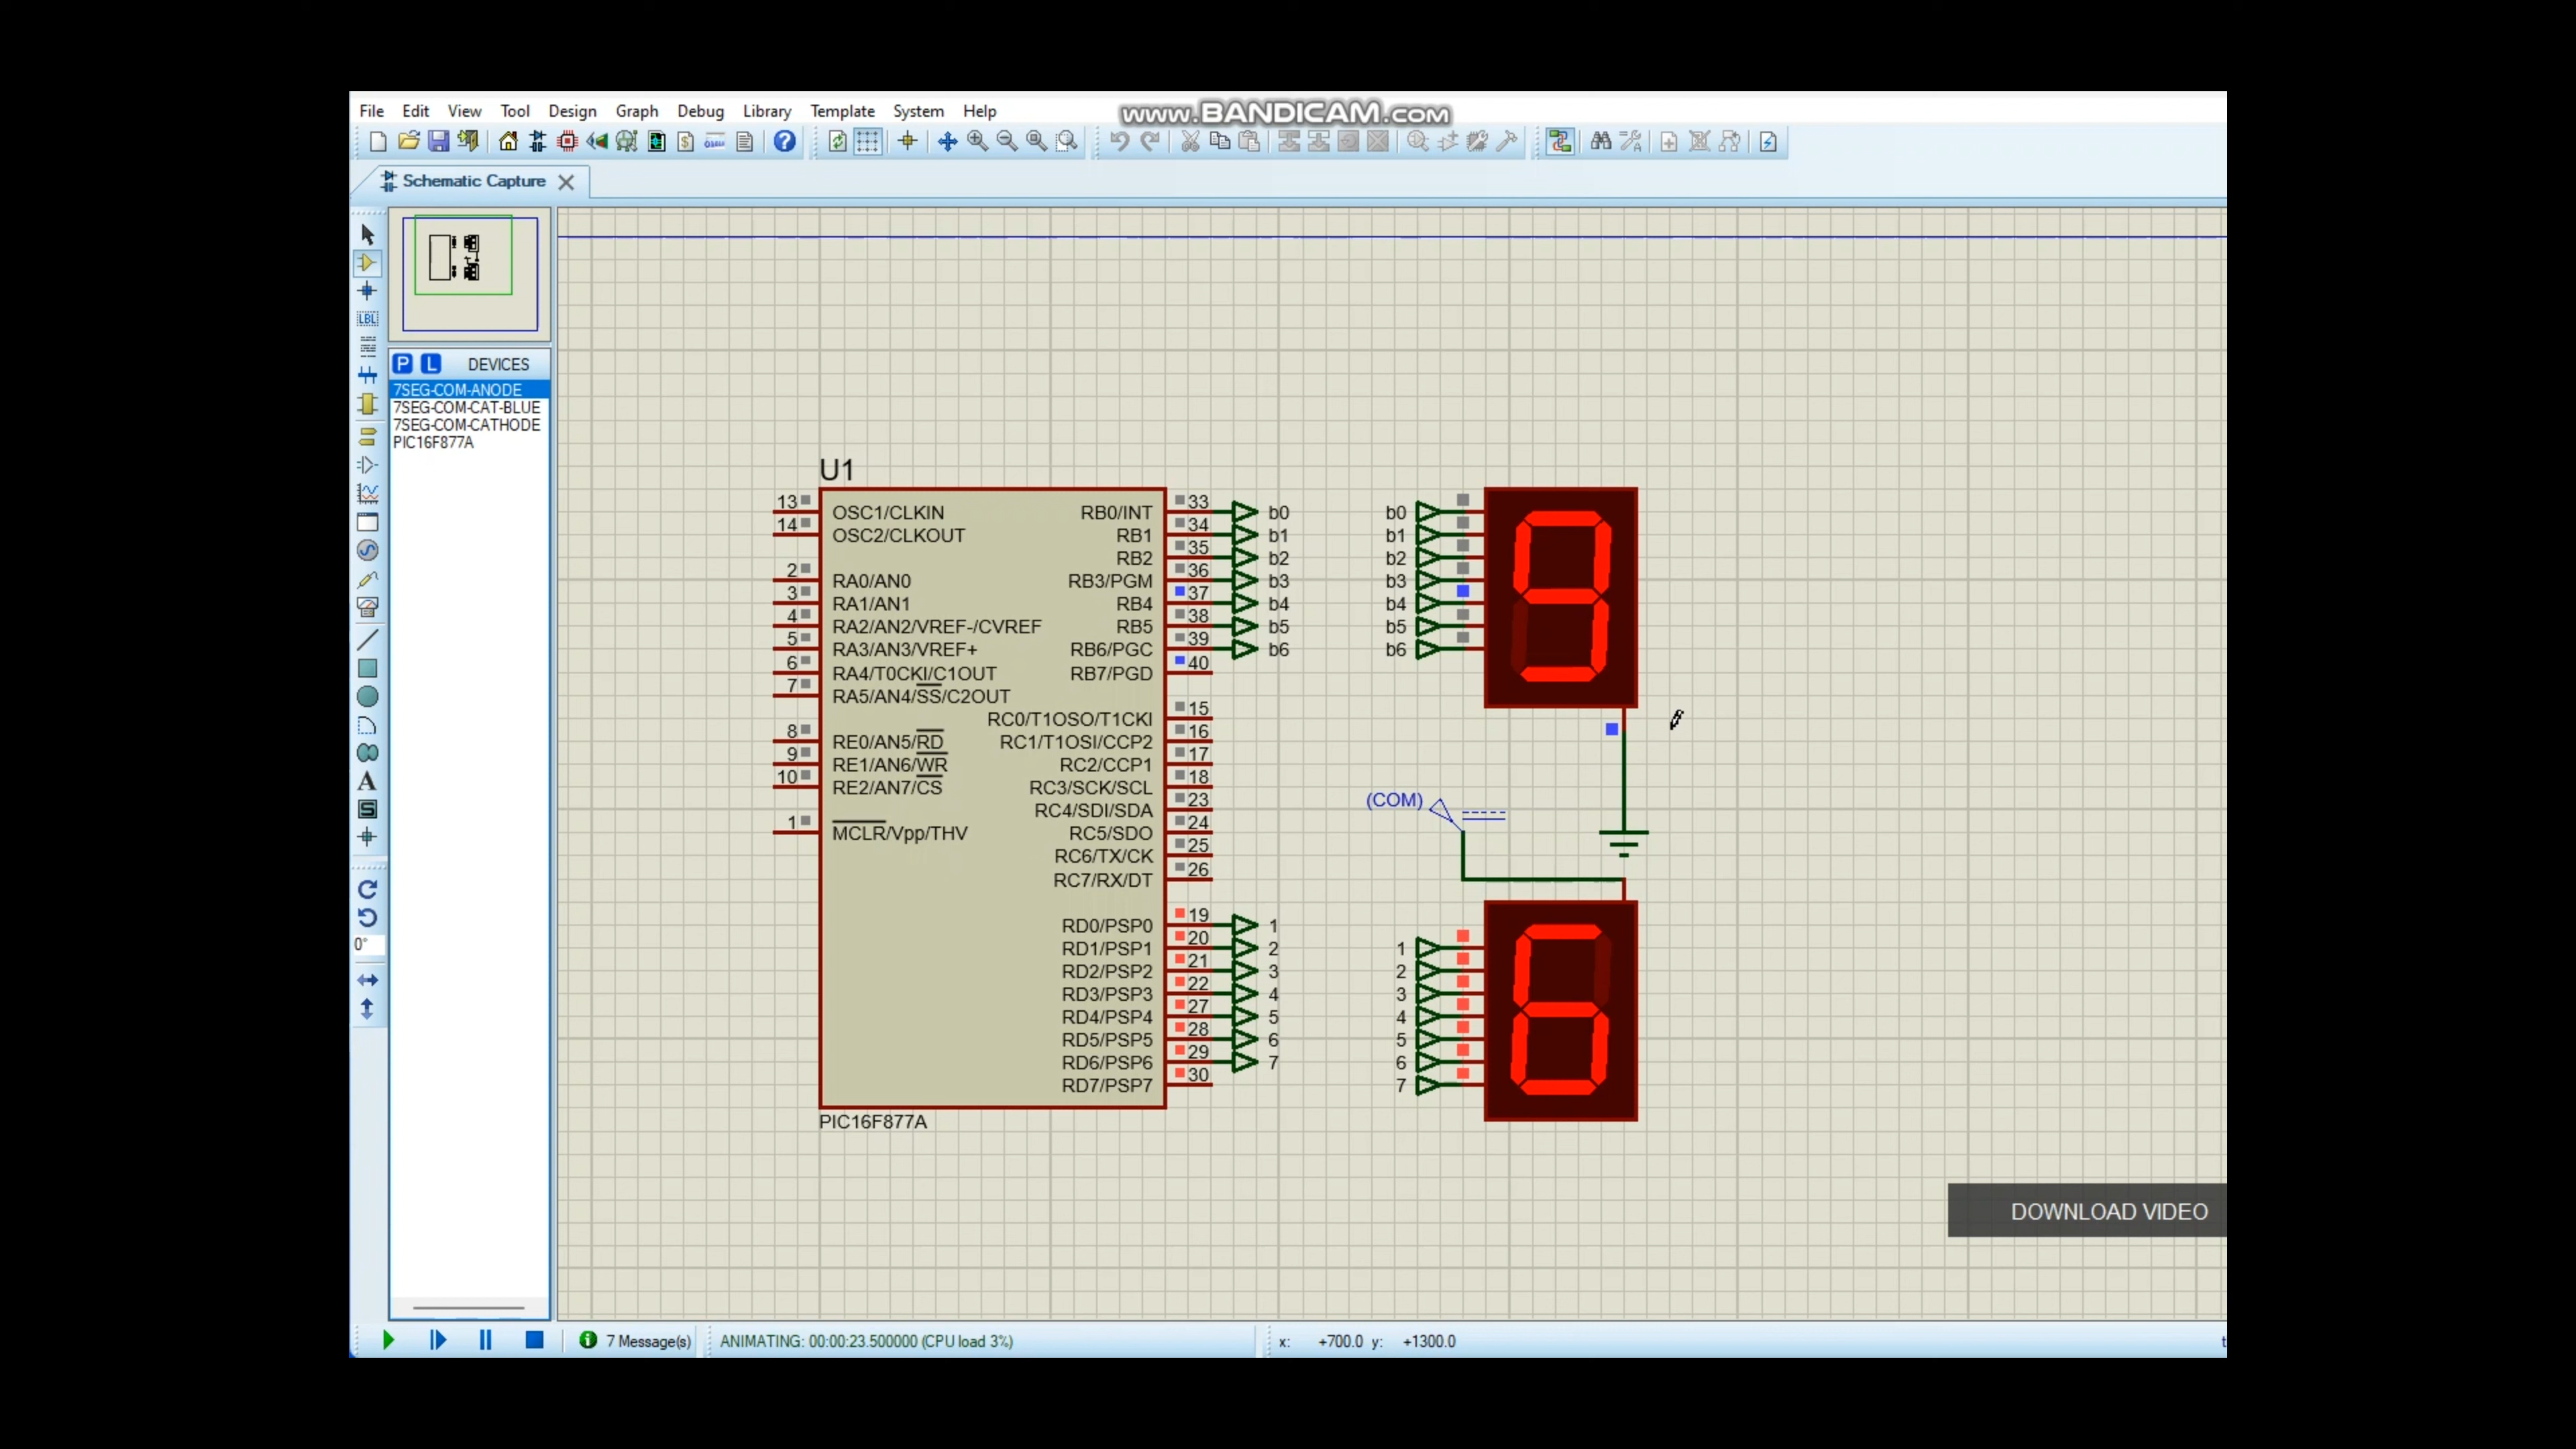 File Edit View Tool Design Graph Debug Library Template System Help
www.BANDICAM.com
Schematic Capture
LBL
P L DEVICES
7SEG-COM-ANODE
7SEG-COM-CAT-BLUE
7SEG-COM-CATHODE
PIC16F877A
A
S
0°
U1
13 OSC1/CLKIN
14 OSC2/CLKOUT
2 RA0/AN0
3 RA1/AN1
4 RA2/AN2/VREF-/CVREF
5 RA3/AN3/VREF+
6 RA4/T0CKI/C1OUT
7 RA5/AN4/SS/C2OUT
8 RE0/AN5/RD
9 RE1/AN6/WR
10 RE2/AN7/CS
1 MCLR/Vpp/THV
RB0/INT 33 b0
RB1 34 b1
RB2 35 b2
RB3/PGM 36 b3
RB4 37 b4
RB5 38 b5
RB6/PGC 39 b6
RB7/PGD 40
RC0/T1OSO/T1CKI 15
RC1/T1OSI/CCP2 16
RC2/CCP1 17
RC3/SCK/SCL 18
RC4/SDI/SDA 23
RC5/SDO 24
RC6/TX/CK 25
RC7/RX/DT 26
RD0/PSP0 19 1
RD1/PSP1 20 2
RD2/PSP2 21 3
RD3/PSP3 22 4
RD4/PSP4 27 5
RD5/PSP5 28 6
RD6/PSP6 29 7
RD7/PSP7 30
PIC16F877A
b0
b1
b2
b3
b4
b5
b6
9
(COM)
1
2
3
4
5
6
7
6
DOWNLOAD VIDEO
7 Message(s) ANIMATING: 00:00:23.500000 (CPU load 3%) x: +700.0 y: +1300.0